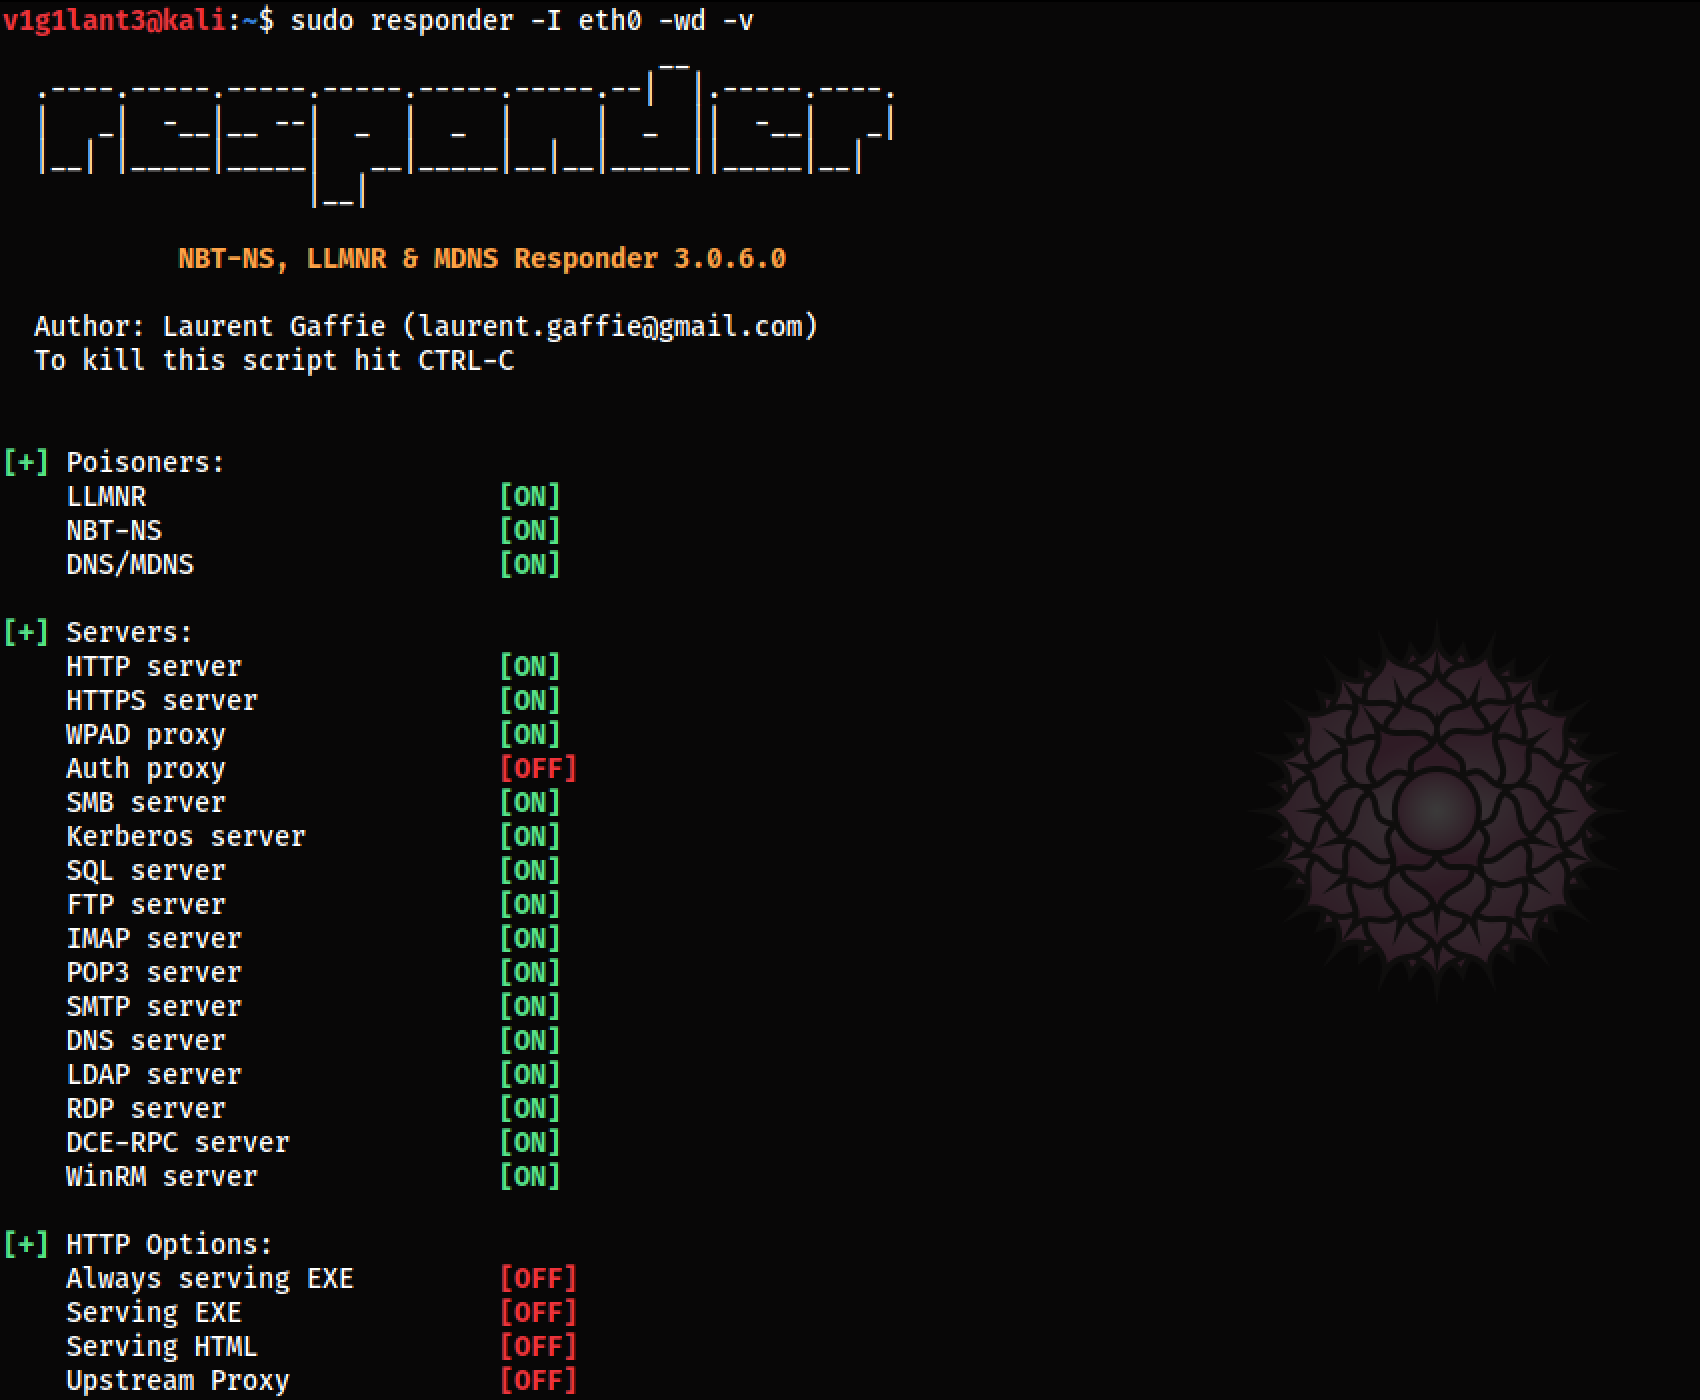 v1g1lant3@kali:~$ sudo responder -I eth0 -wd -v
responder
NBT-NS, LLMNR & MDNS Responder 3.0.6.0
Author: Laurent Gaffie (laurent.gaffie@gmail.com)
To kill this script hit CTRL-C
[+] Poisoners:
LLMNR [ON]
NBT-NS [ON]
DNS/MDNS [ON]
[+] Servers:
HTTP server [ON]
HTTPS server [ON]
WPAD proxy [ON]
Auth proxy [OFF]
SMB server [ON]
Kerberos server [ON]
SQL server [ON]
FTP server [ON]
IMAP server [ON]
POP3 server [ON]
SMTP server [ON]
DNS server [ON]
LDAP server [ON]
RDP server [ON]
DCE-RPC server [ON]
WinRM server [ON]
[+] HTTP Options:
Always serving EXE [OFF]
Serving EXE [OFF]
Serving HTML [OFF]
Upstream Proxy [OFF]